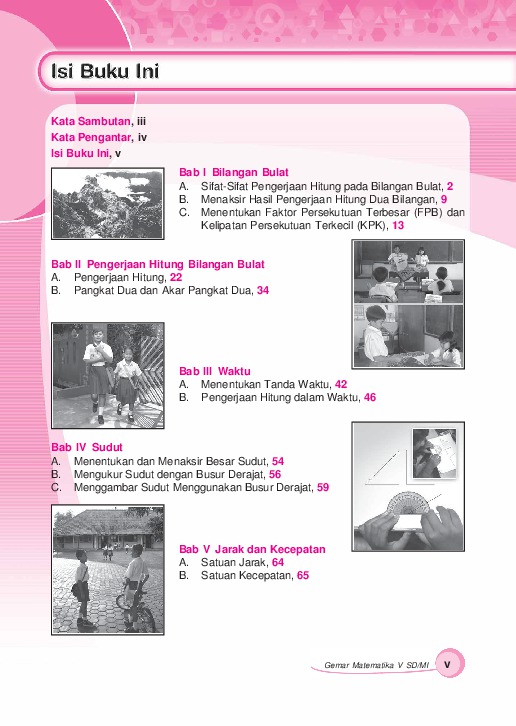 Isi Buku Ini
Kata Sambutan, iii
Kata Pengantar, iv
Isi Buku Ini, v
Bab I Bilangan Bulat
A. Sifat-Sifat Pengerjaan Hitung pada Bilangan Bulat, 2
B. Menaksir Hasil Pengerjaan Hitung Dua Bilangan, 9
C. Menentukan Faktor Persekutuan Terbesar (FPB) dan
Kelipatan Persekutuan Terkecil (KPK), 13
Bab II Pengerjaan Hitung Bilangan Bulat
A. Pengerjaan Hitung, 22
B. Pangkat Dua dan Akar Pangkat Dua, 34
Bab III Waktu
A. Menentukan Tanda Waktu, 42
B. Pengerjaan Hitung dalam Waktu, 46
Bab IV Sudut
A. Menentukan dan Menaksir Besar Sudut, 54
B. Mengukur Sudut dengan Busur Derajat, 56
C. Menggambar Sudut Menggunakan Busur Derajat, 59
Bab V Jarak dan Kecepatan
A. Satuan Jarak, 64
B. Satuan Kecepatan, 65
Gemar Matematika V SD/MI v